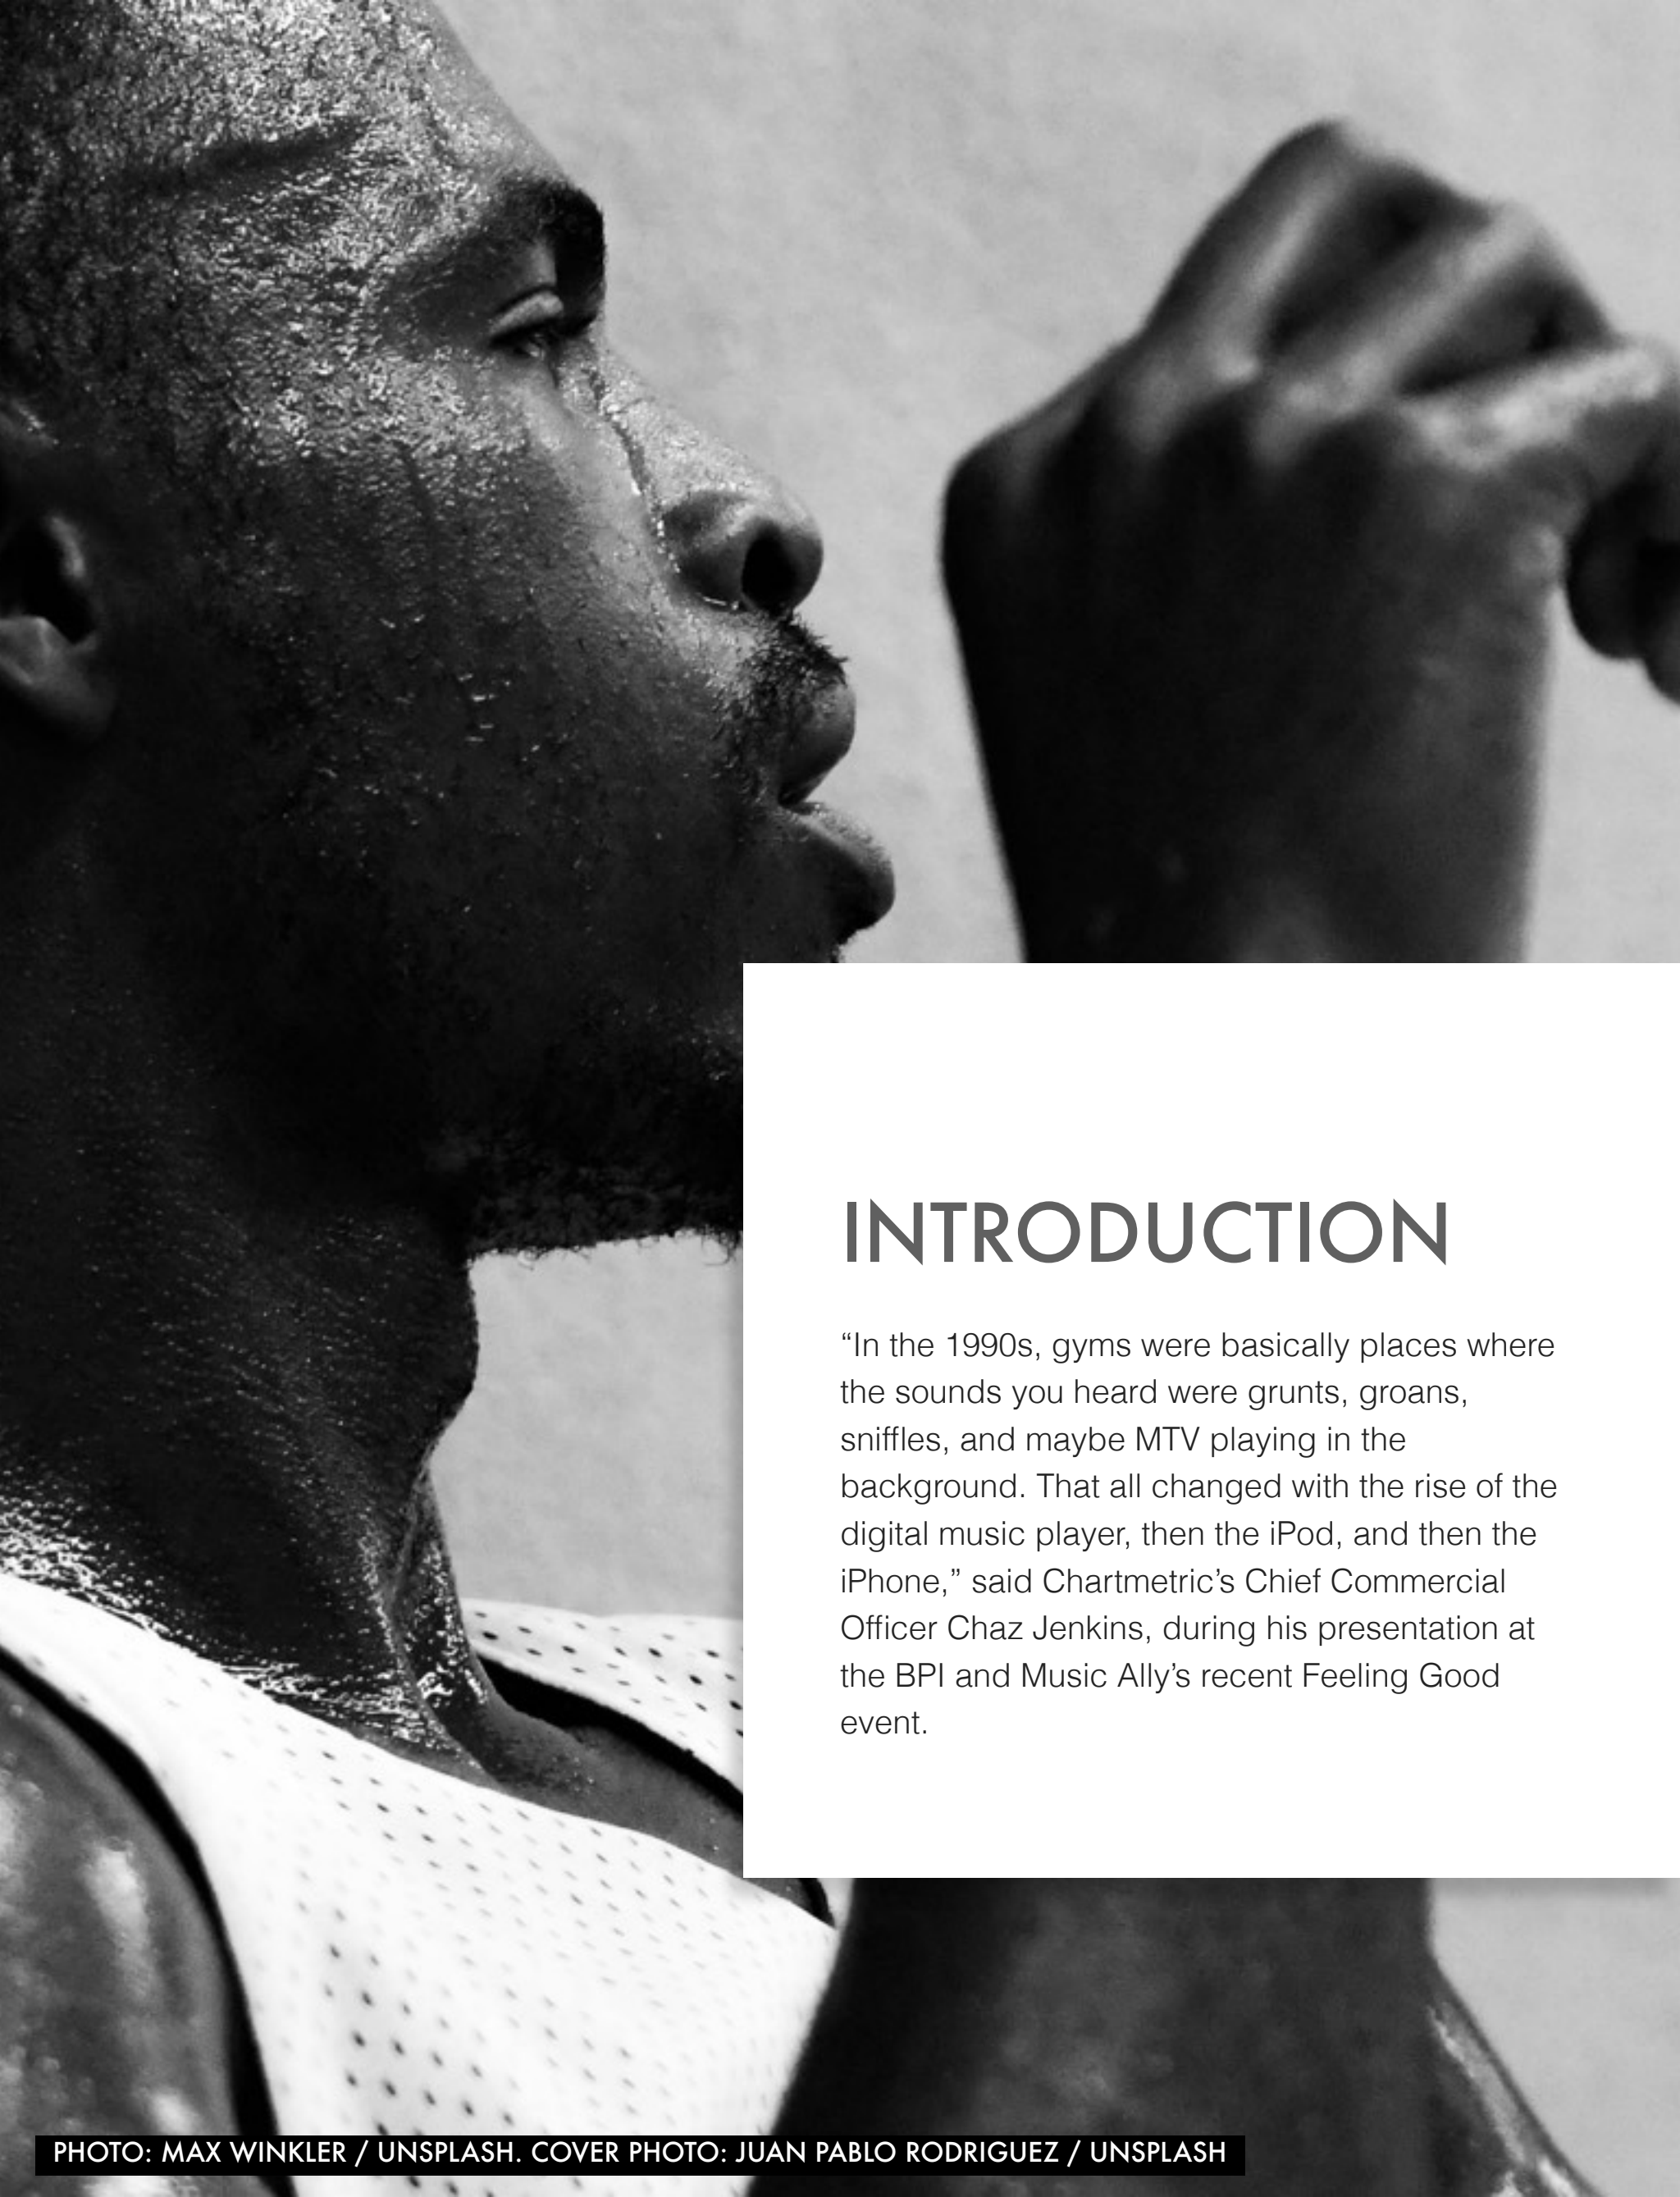 INTRODUCTION
“In the 1990s, gyms were basically places where
the sounds you heard were grunts, groans,
sniffles, and maybe MTV playing in the
background. That all changed with the rise of the
digital music player, then the iPod, and then the
iPhone,” said Chartmetric’s Chief Commercial
Officer Chaz Jenkins, during his presentation at
the BPI and Music Ally’s recent Feeling Good
event.
PHOTO: MAX WINKLER / UNSPLASH. COVER PHOTO: JUAN PABLO RODRIGUEZ / UNSPLASH